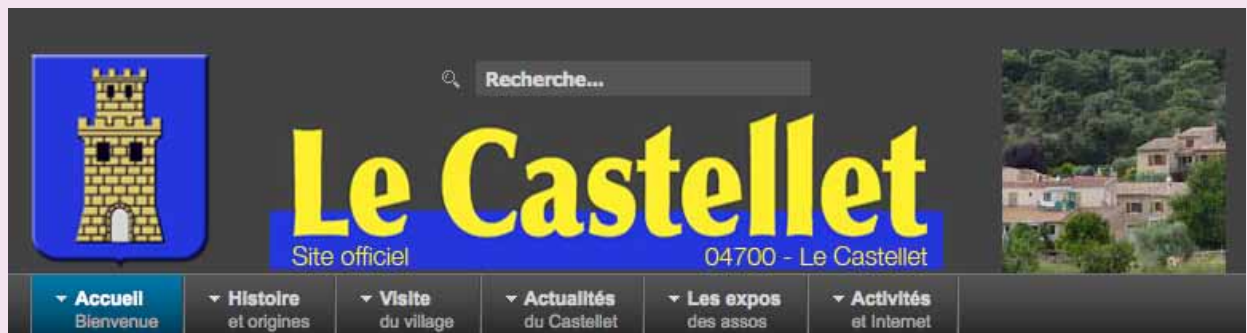 Recherche...
Le Castellet
Site officiel 04700 - Le Castellet
Accueil Histoire Visite Actualités Les expos Activités
Bienvenue et origines du village du Castellet des assos et Internet